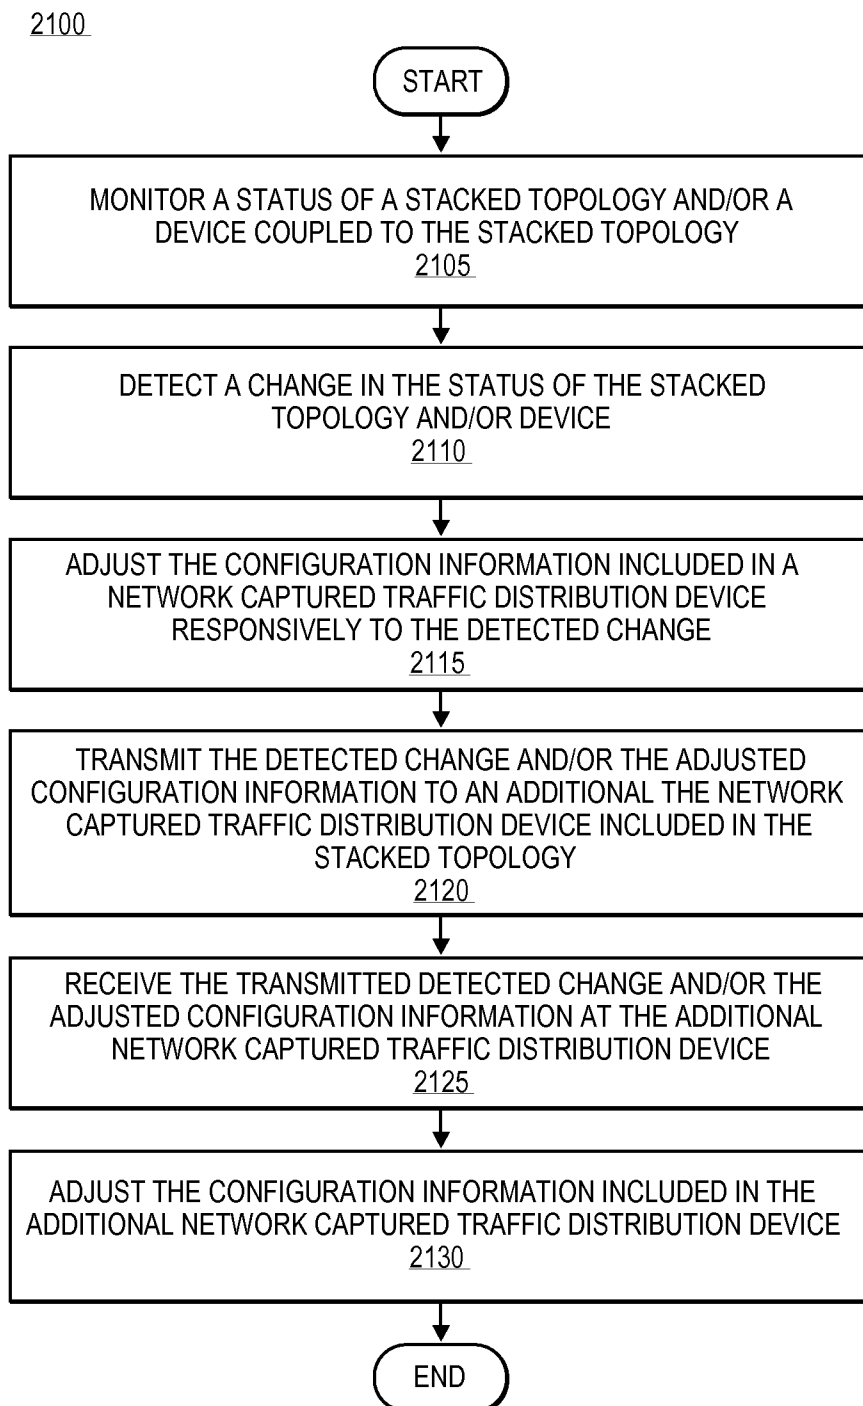 2100
START
MONITOR A STATUS OF A STACKED TOPOLOGY AND/OR A
DEVICE COUPLED TO THE STACKED TOPOLOGY
2105
DETECT A CHANGE IN THE STATUS OF THE STACKED
TOPOLOGY AND/OR DEVICE
2110
ADJUST THE CONFIGURATION INFORMATION INCLUDED IN A
NETWORK CAPTURED TRAFFIC DISTRIBUTION DEVICE
RESPONSIVELY TO THE DETECTED CHANGE
2115
TRANSMIT THE DETECTED CHANGE AND/OR THE ADJUSTED
CONFIGURATION INFORMATION TO AN ADDITIONAL THE NETWORK
CAPTURED TRAFFIC DISTRIBUTION DEVICE INCLUDED IN THE
STACKED TOPOLOGY
2120
RECEIVE THE TRANSMITTED DETECTED CHANGE AND/OR THE
ADJUSTED CONFIGURATION INFORMATION AT THE ADDITIONAL
NETWORK CAPTURED TRAFFIC DISTRIBUTION DEVICE
2125
ADJUST THE CONFIGURATION INFORMATION INCLUDED IN THE
ADDITIONAL NETWORK CAPTURED TRAFFIC DISTRIBUTION DEVICE
2130
END